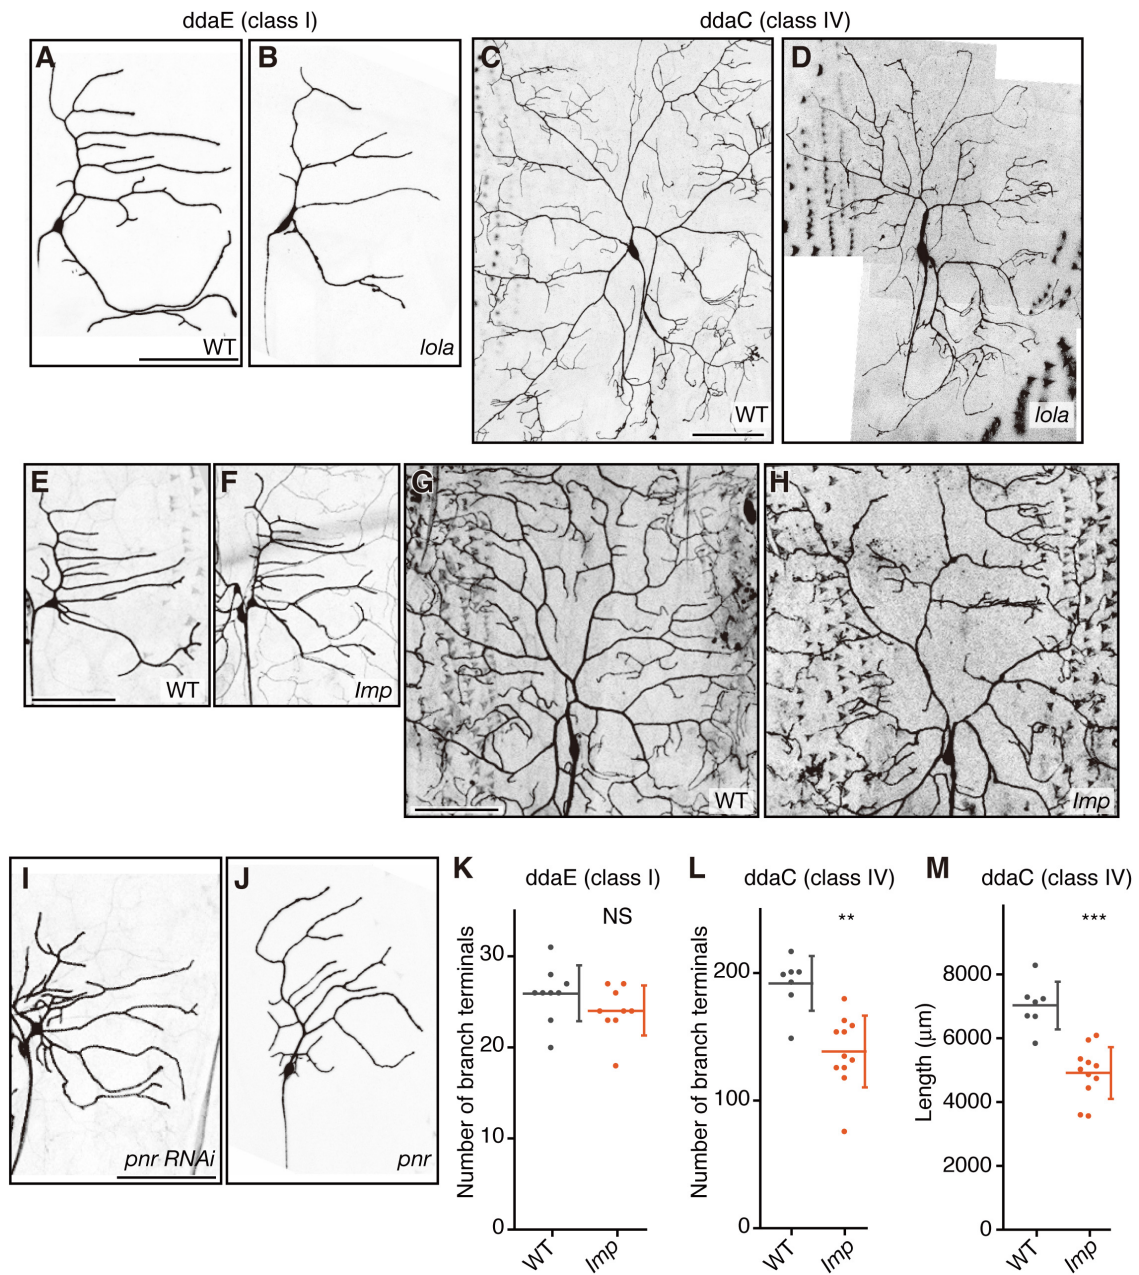 ddaE (class I)
ddaC (class IV)
A
B
C
D
WT
lola
WT
lola
E
F
G
H
WT
Imp
WT
Imp
I
J
pnr RNAi
pnr
K
ddaE (class I)
NS
Number of branch terminals
30
20
10
0
WT
Imp
L
ddaC (class IV)
**
Number of branch terminals
200
100
0
WT
Imp
M
ddaC (class IV)
***
Length (μm)
8000
6000
4000
2000
0
WT
Imp